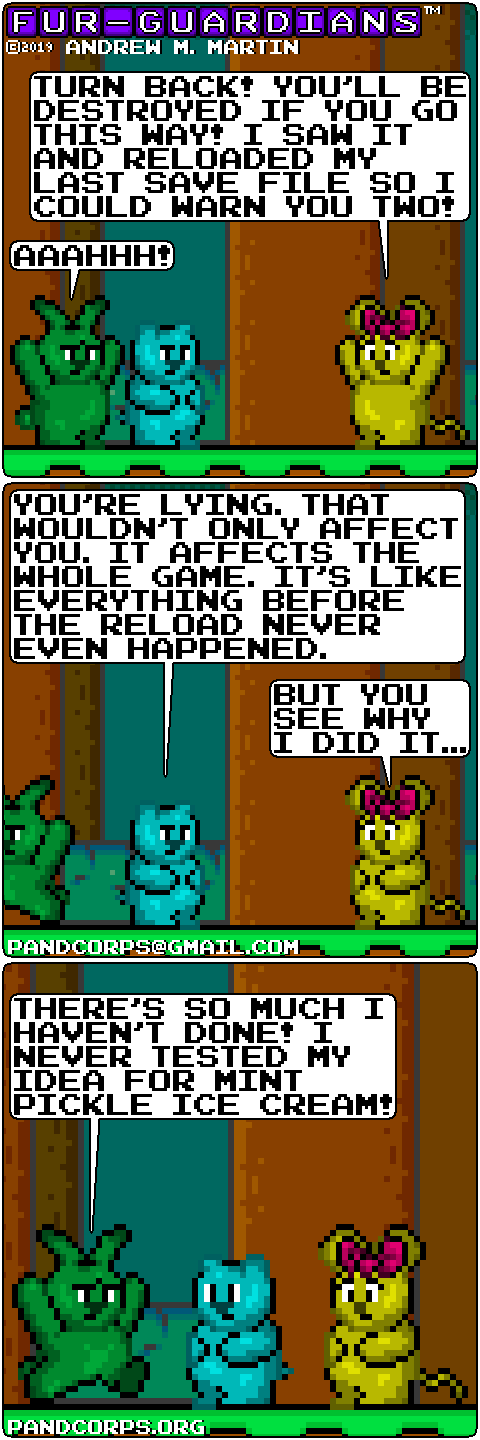 FUR-GUARDIANS™
©2019 ANDREW M. MARTIN
TURN BACK! YOU'LL BE
DESTROYED IF YOU GO
THIS WAY! I SAW IT
AND RELOADED MY
LAST SAVE FILE SO I
COULD WARN YOU TWO!
AAAHHH!
YOU'RE LYING. THAT
WOULDN'T ONLY AFFECT
YOU. IT AFFECTS THE
WHOLE GAME. IT'S LIKE
EVERYTHING BEFORE
THE RELOAD NEVER
EVEN HAPPENED.
BUT YOU
SEE WHY
I DID IT...
PANDCORPS@GMAIL.COM
THERE'S SO MUCH I
HAVEN'T DONE! I
NEVER TESTED MY
IDEA FOR MINT
PICKLE ICE CREAM!
PANDCORPS.ORG